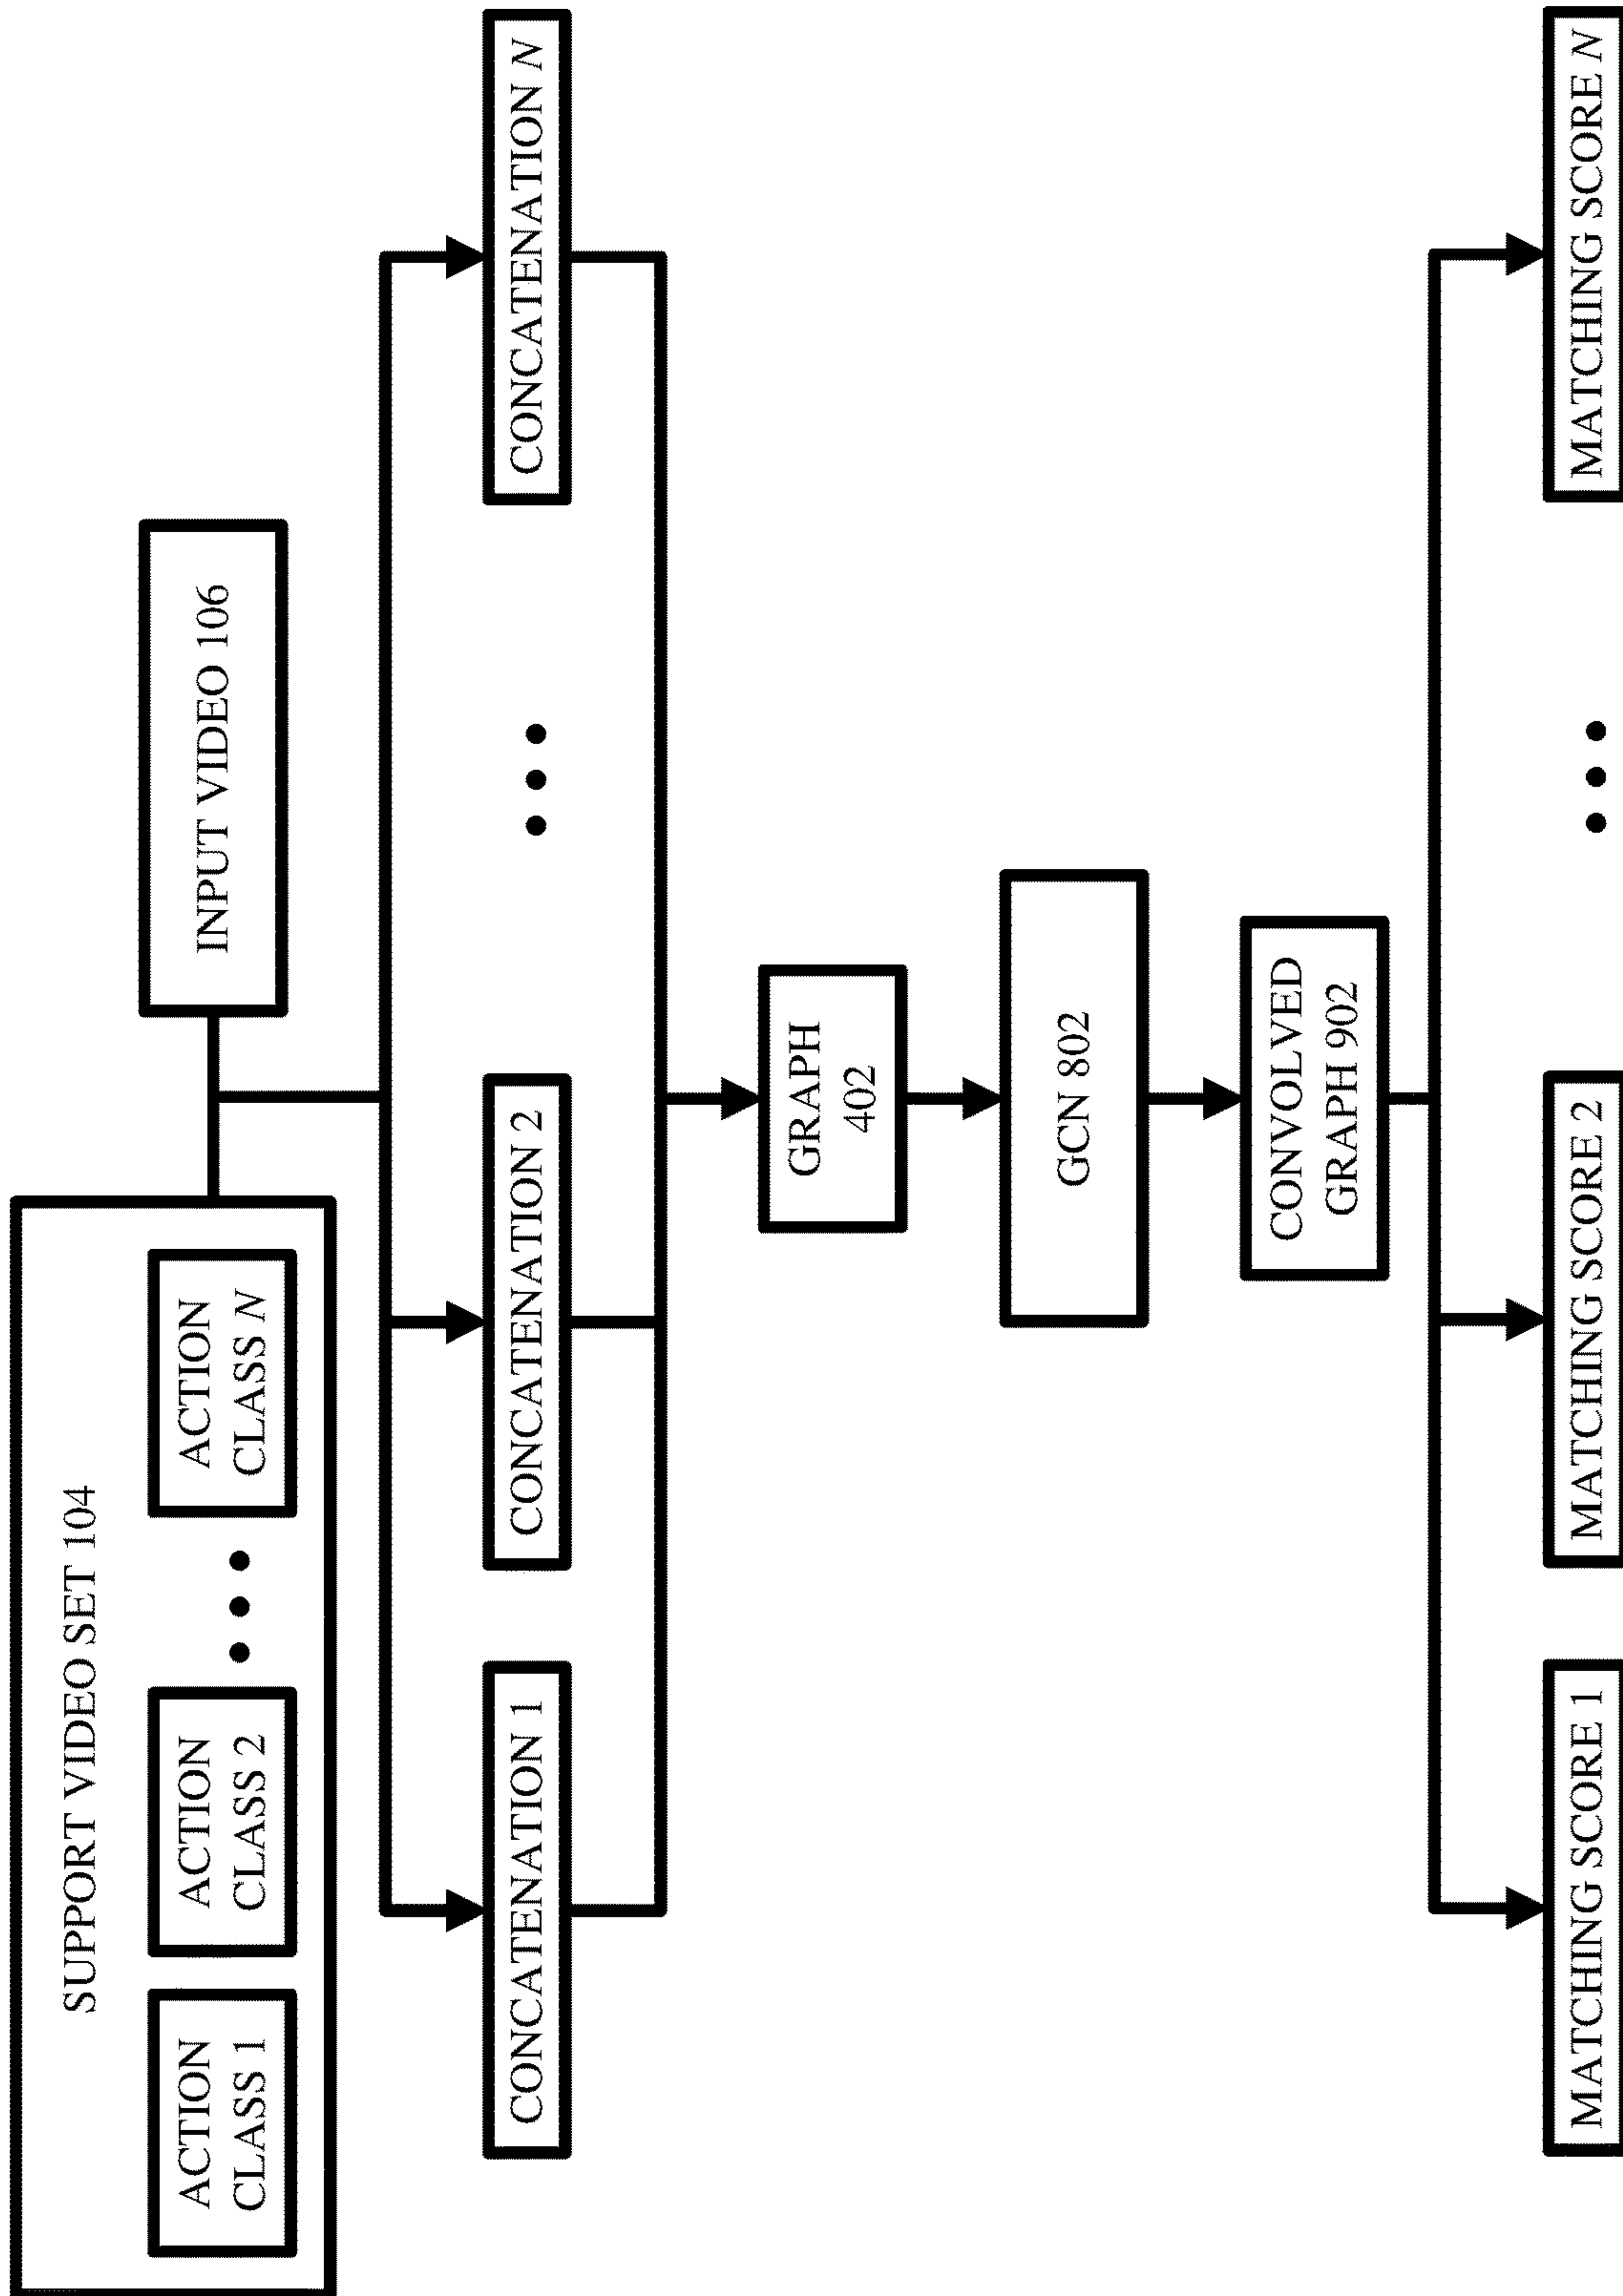 SUPPORT VIDEO SET 104
ACTION
CLASS 1
ACTION
CLASS 2
ACTION
CLASS N
INPUT VIDEO 106
CONCATENATION 1
CONCATENATION 2
CONCATENATION N
GRAPH
402
GCN 802
CONVOLVED
GRAPH 902
MATCHING SCORE 1
MATCHING SCORE 2
MATCHING SCORE N